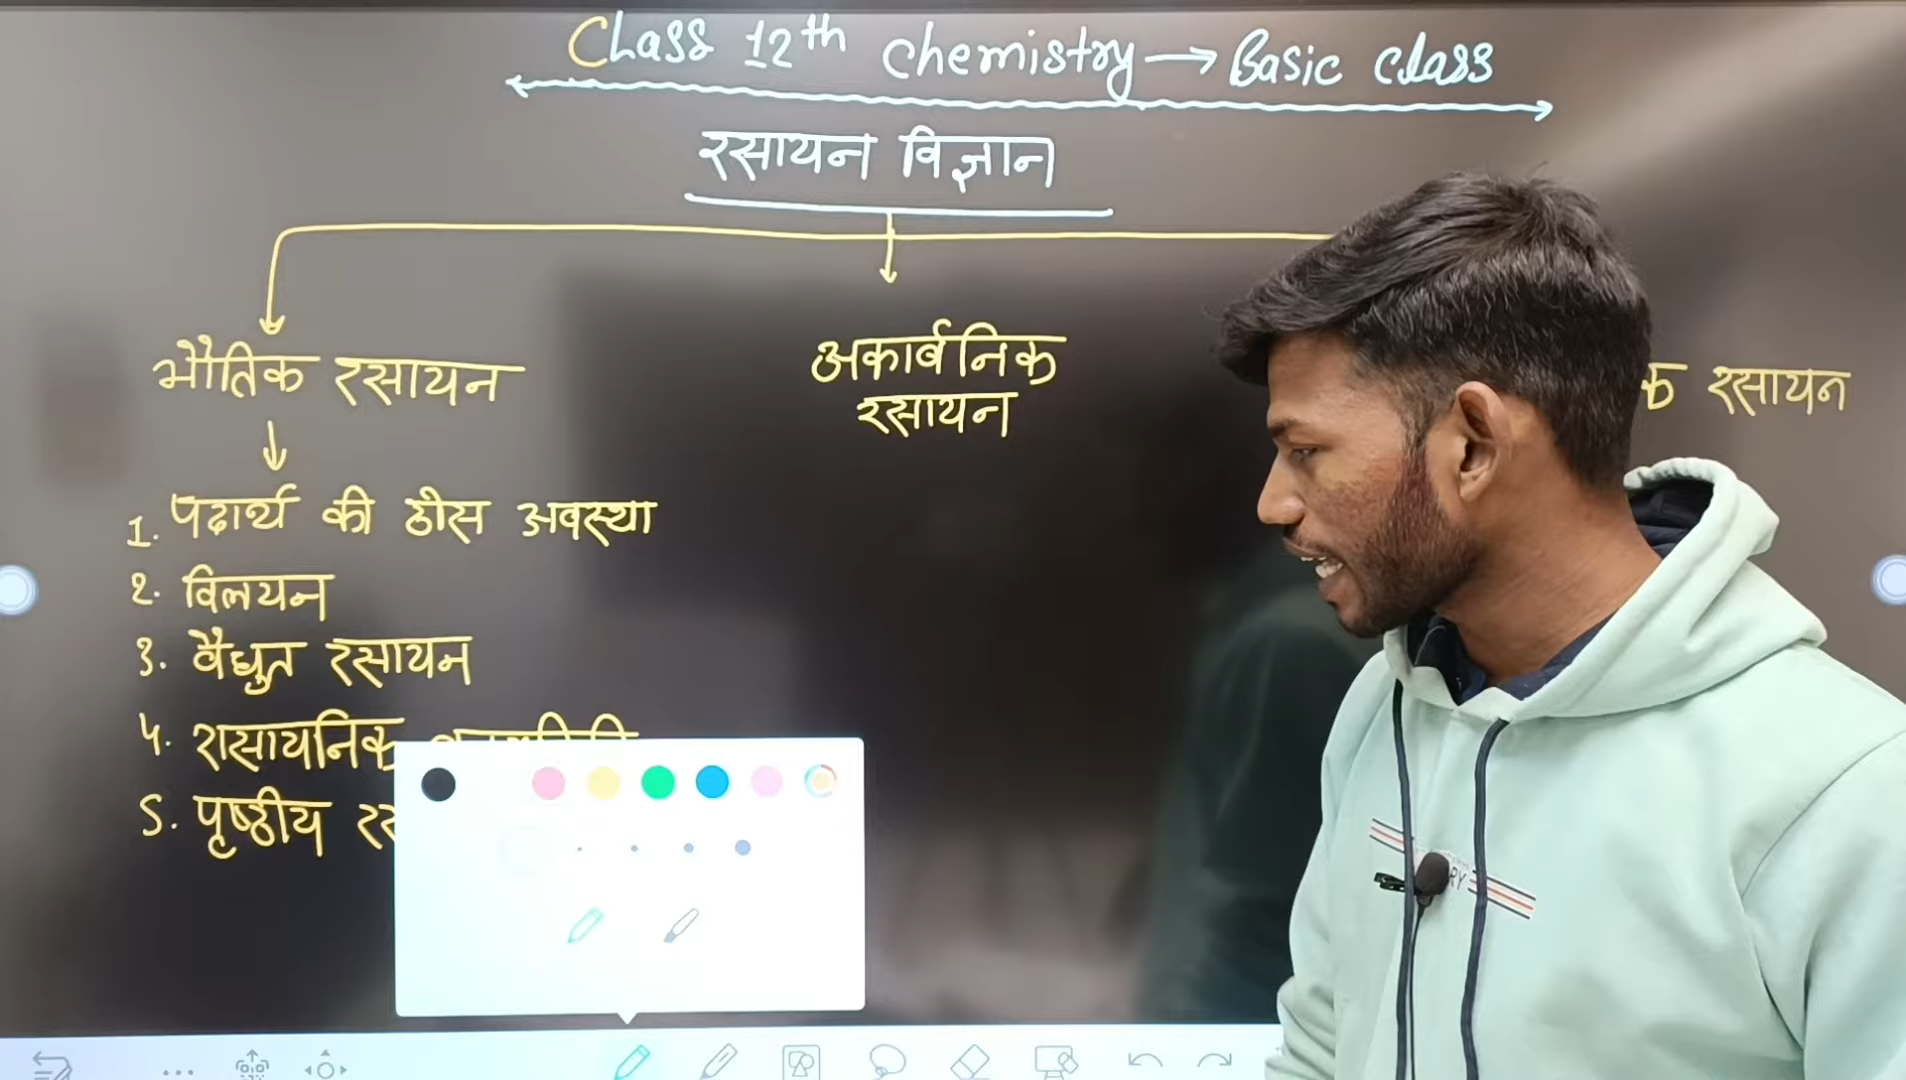 Class 12th chemistry → Basic class
रसायन विज्ञान
भौतिक रसायन
अकार्बनिक
रसायन
रसायन
1. पदार्थ की ठोस अवस्था
2. विलयन
3. वैधुत रसायन
4. रासायनिक
5. पृष्ठीय
RY